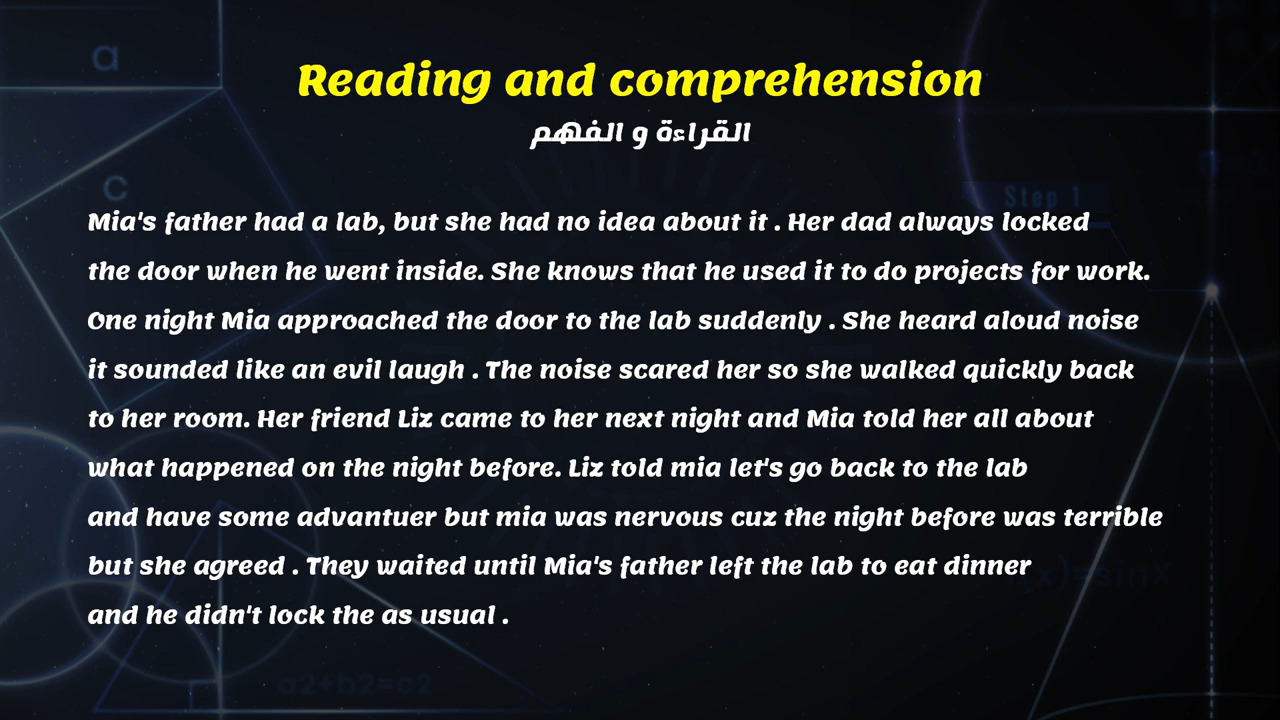 Reading and comprehension
القراءة و الفهم
Mia's father had a lab, but she had no idea about it . Her dad always locked
the door when he went inside. She knows that he used it to do projects for work.
One night Mia approached the door to the lab suddenly . She heard aloud noise
it sounded like an evil laugh . The noise scared her so she walked quickly back
to her room. Her friend Liz came to her next night and Mia told her all about
what happened on the night before. Liz told mia let's go back to the lab
and have some advantuer but mia was nervous cuz the night before was terrible
but she agreed . They waited until Mia's father left the lab to eat dinner
and he didn't lock the as usual .
a
c
Step 1
a2+b2=c2